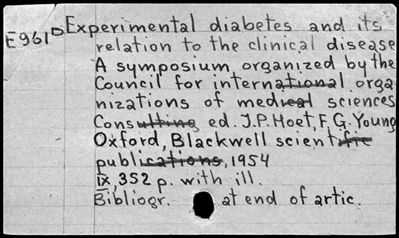 E961D Experimental diabetes and its
relation to the clinical disease
A symposium organized by the
Council for international orga-
nizations of medical sciences
Consulting ed. J.P. Hoet, F.G. Young
Oxford, Blackwell scientific
publications, 1954
ix, 352 p. with ill.
Bibliogr. at end of artic.